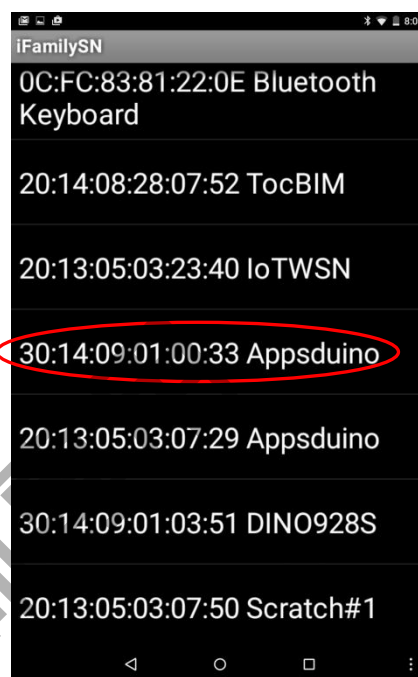 8:0
iFamilySN
0C:FC:83:81:22:0E Bluetooth
Keyboard
20:14:08:28:07:52 TocBIM
20:13:05:03:23:40 IoTWSN
30:14:09:01:00:33 Appsduino
20:13:05:03:07:29 Appsduino
30:14:09:01:03:51 DINO928S
20:13:05:03:07:50 Scratch#1